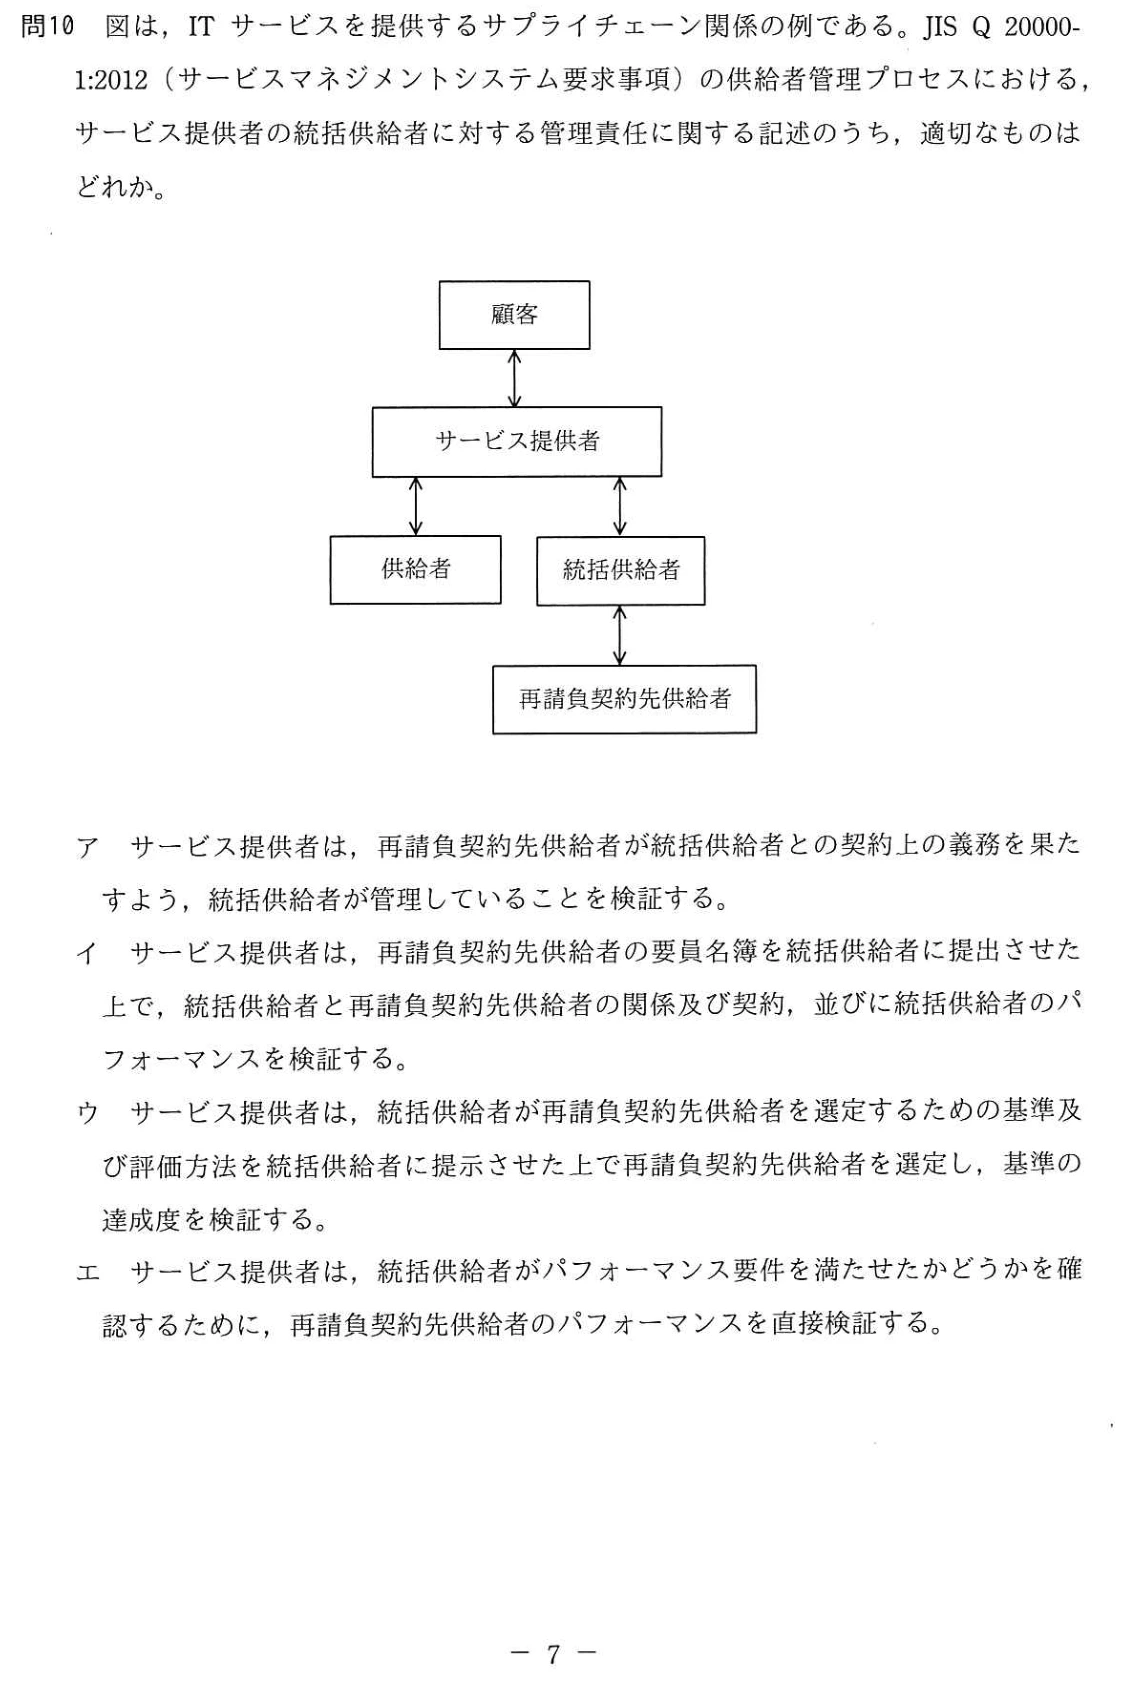 問10 図は，IT サービスを提供するサプライチェーン関係の例である。JIS Q 20000-
1:2012（サービスマネジメントシステム要求事項）の供給者管理プロセスにおける，
サービス提供者の統括供給者に対する管理責任に関する記述のうち，適切なものは
どれか。
顧客
サービス提供者
供給者
統括供給者
再請負契約先供給者
ア サービス提供者は，再請負契約先供給者が統括供給者との契約上の義務を果た
すよう，統括供給者が管理していることを検証する。
イ サービス提供者は，再請負契約先供給者の要員名簿を統括供給者に提出させた
上で，統括供給者と再請負契約先供給者の関係及び契約，並びに統括供給者のパ
フォーマンスを検証する。
ウ サービス提供者は，統括供給者が再請負契約先供給者を選定するための基準及
び評価方法を統括供給者に提示させた上で再請負契約先供給者を選定し，基準の
達成度を検証する。
エ サービス提供者は，統括供給者がパフォーマンス要件を満たせたかどうかを確
認するために，再請負契約先供給者のパフォーマンスを直接検証する。
－ 7 －